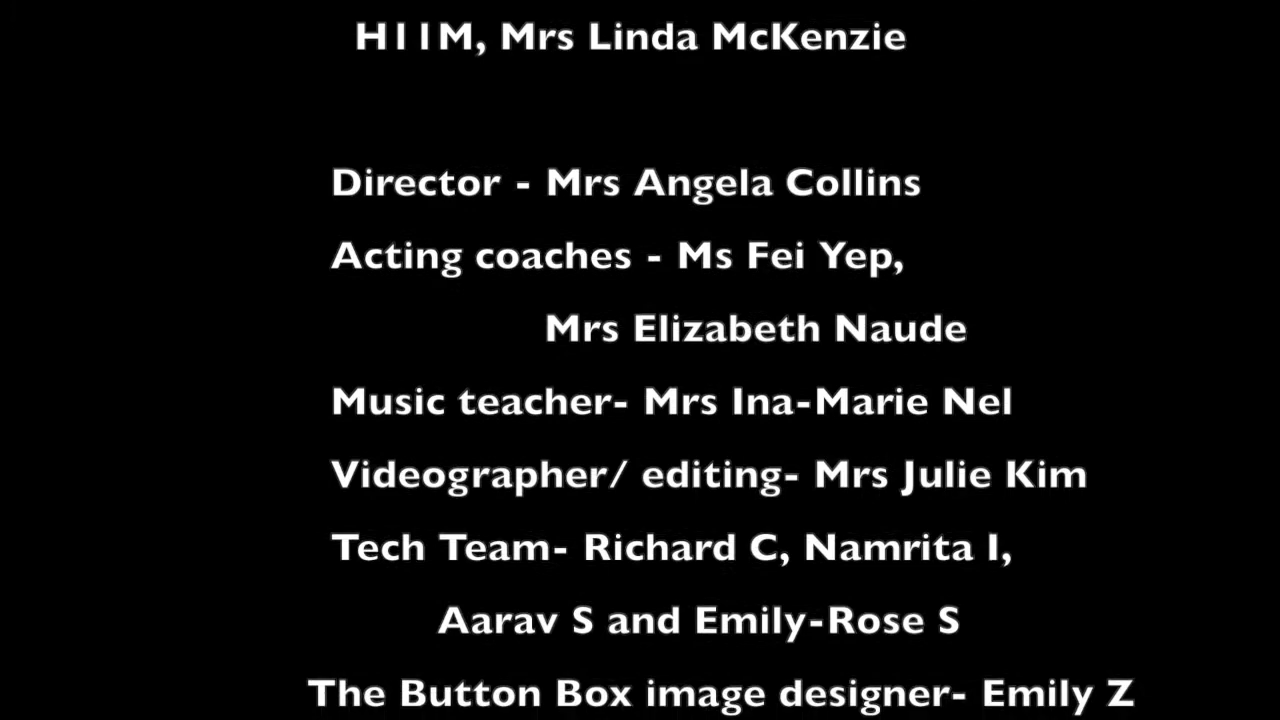 H11M, Mrs Linda McKenzie
Director - Mrs Angela Collins
Acting coaches - Ms Fei Yep,
Mrs Elizabeth Naude
Music teacher- Mrs Ina-Marie Nel
Videographer/ editing- Mrs Julie Kim
Tech Team- Richard C, Namrita I,
Aarav S and Emily-Rose S
The Button Box image designer- Emily Z